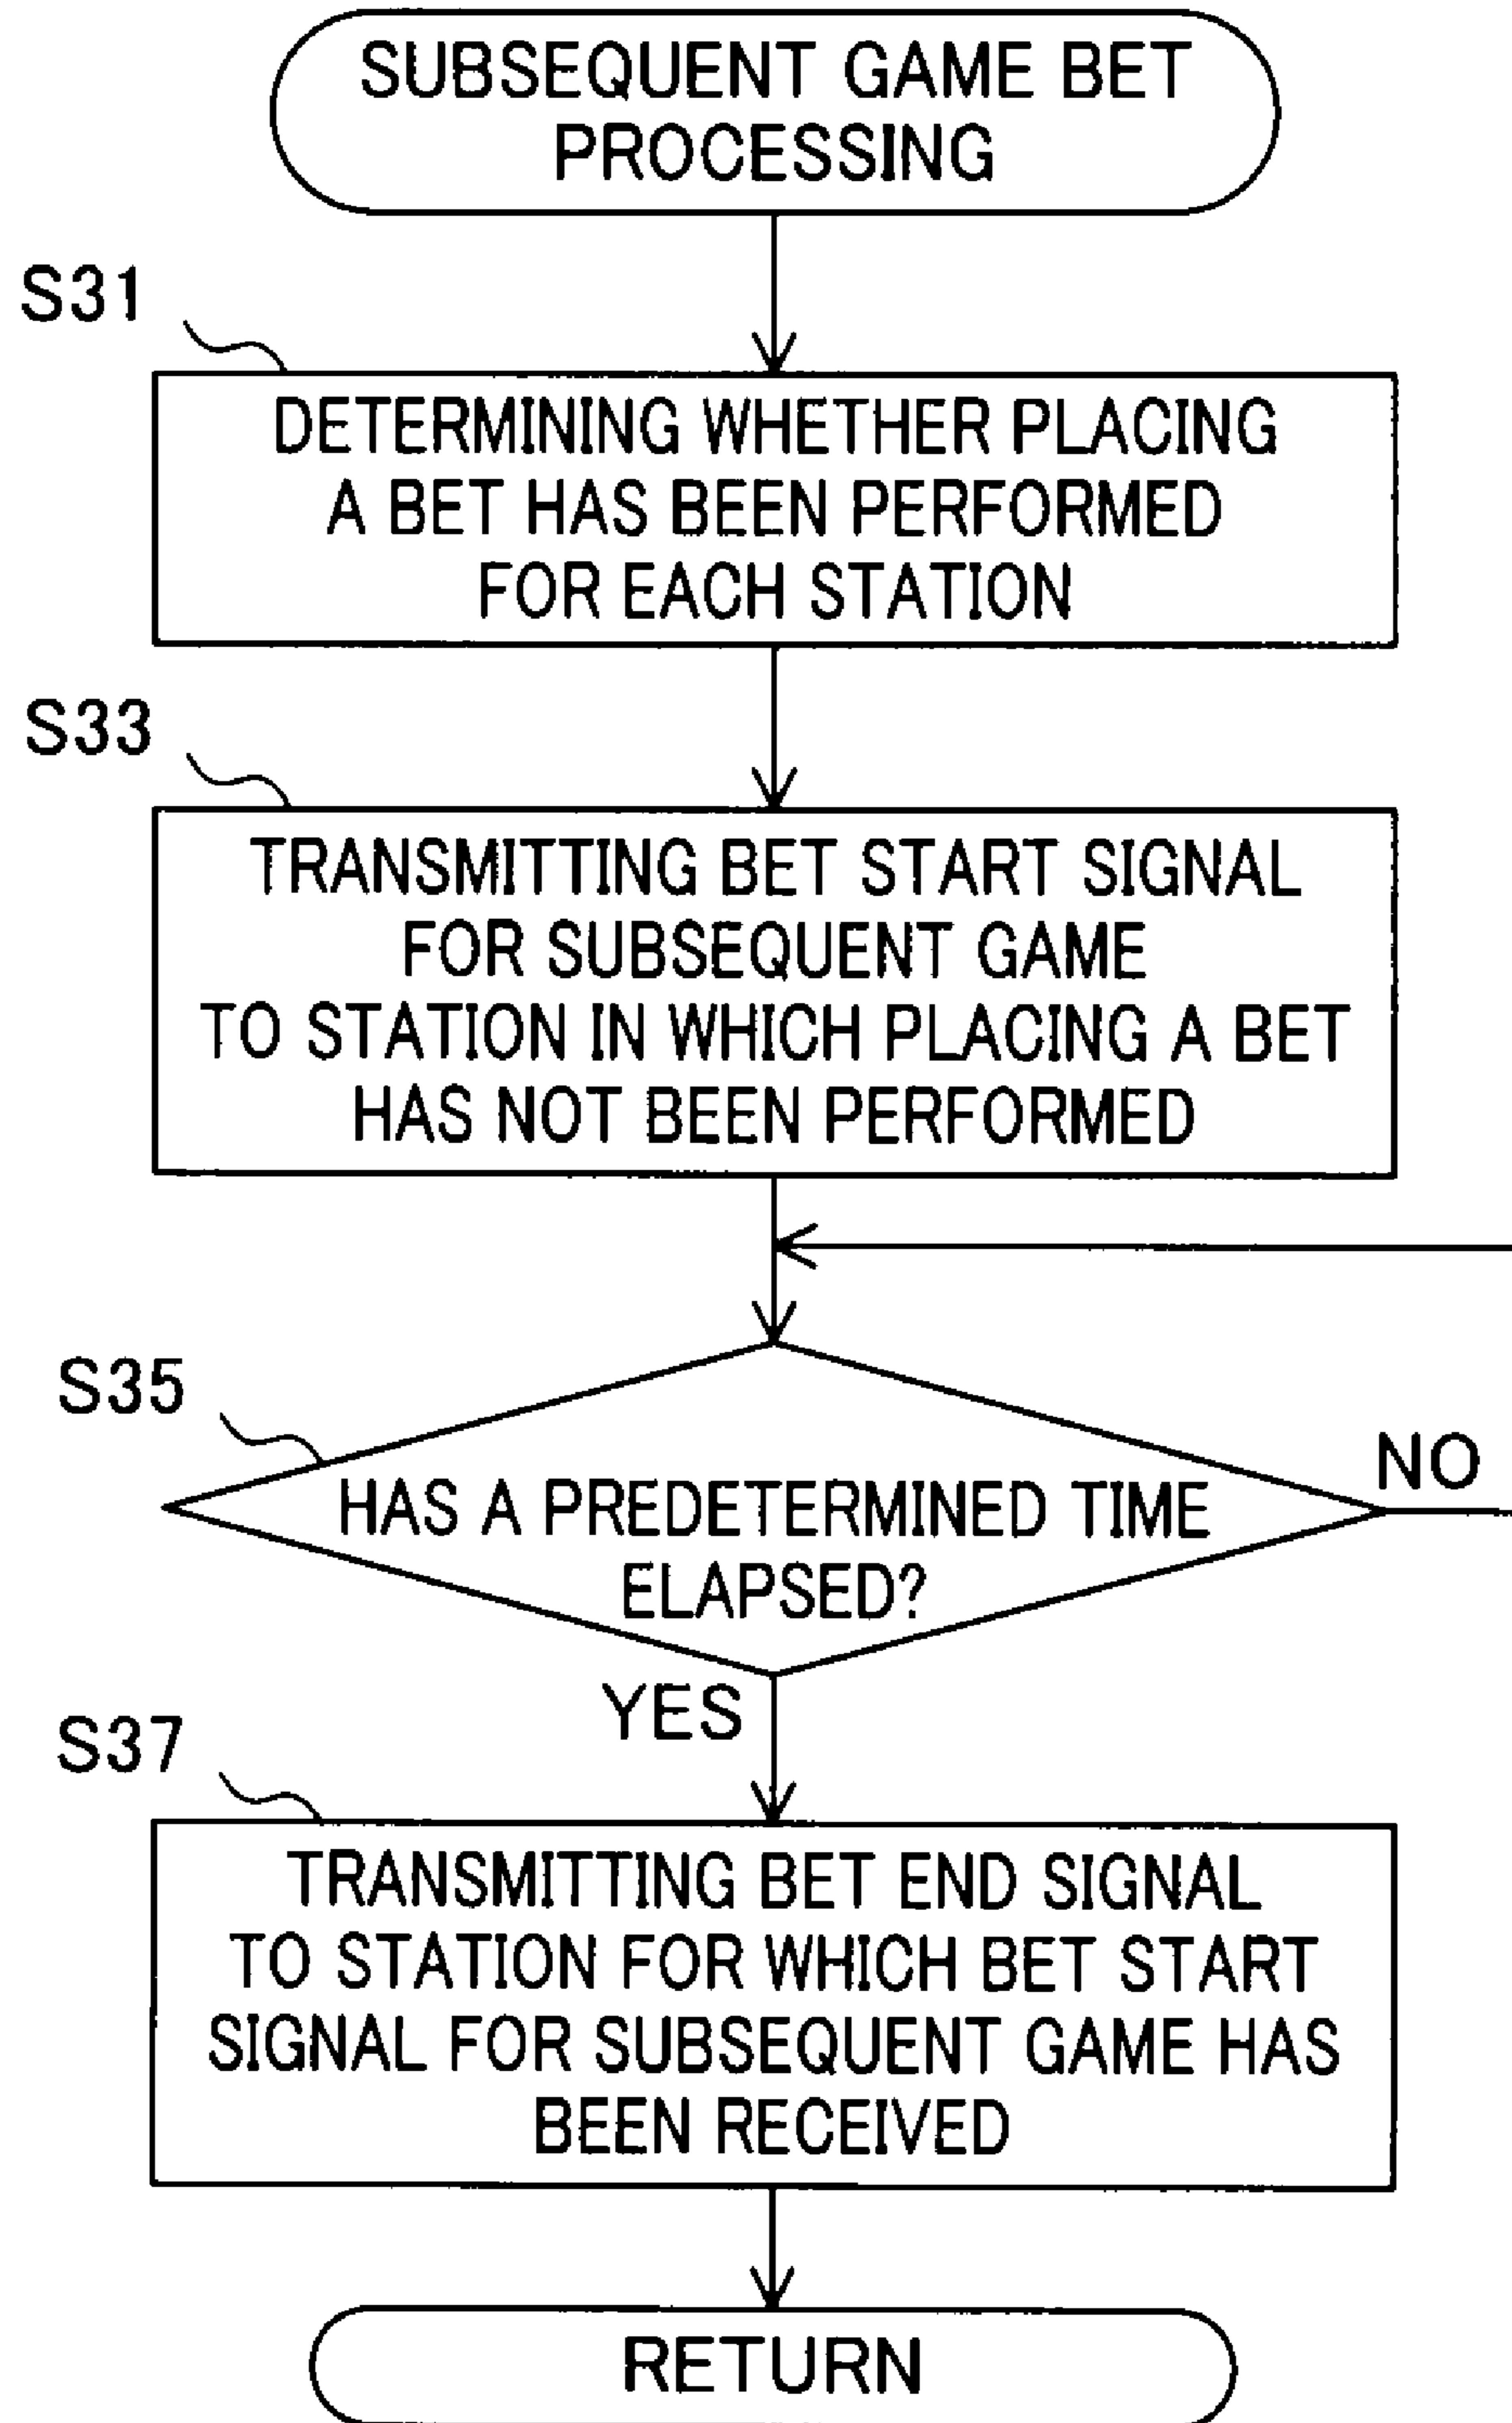 SUBSEQUENT GAME BET
PROCESSING
S31
DETERMINING WHETHER PLACING
A BET HAS BEEN PERFORMED
FOR EACH STATION
S33
TRANSMITTING BET START SIGNAL
FOR SUBSEQUENT GAME
TO STATION IN WHICH PLACING A BET
HAS NOT BEEN PERFORMED
S35
NO
HAS A PREDETERMINED TIME
ELAPSED?
YES
S37
TRANSMITTING BET END SIGNAL
TO STATION FOR WHICH BET START
SIGNAL FOR SUBSEQUENT GAME HAS
BEEN RECEIVED
RETURN